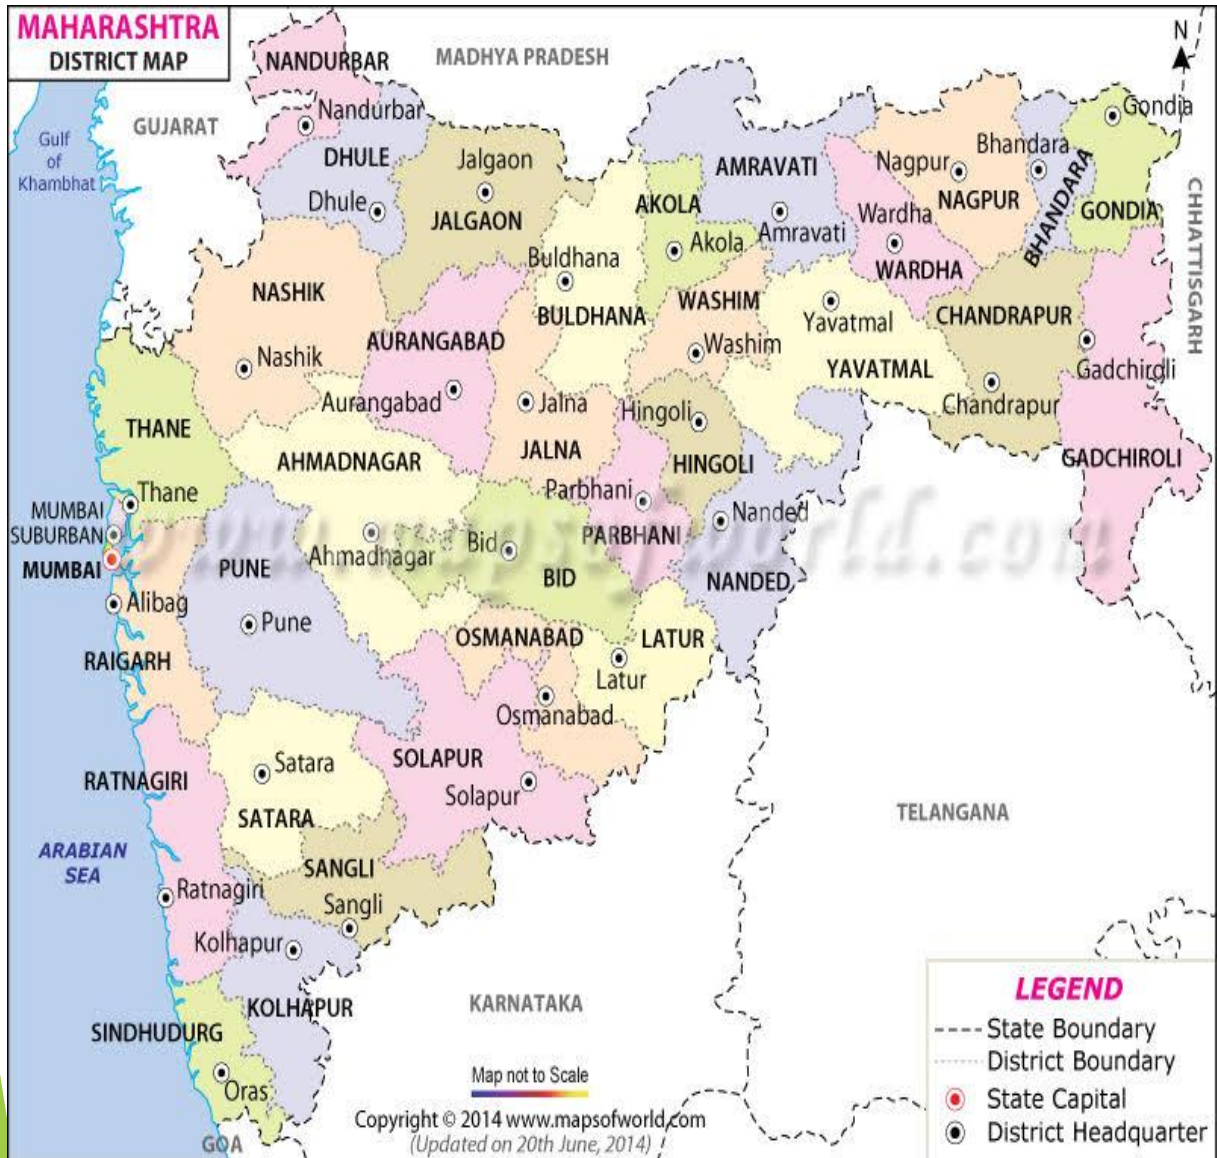 MAHARASHTRA
DISTRICT MAP
N
NANDURBAR
MADHYA PRADESH
Nandurbar
GUJARAT
Gulf
of
Khambhat
DHULE
Dhule
Jalgaon
JALGAON
AMRAVATI
Amravati
AKOLA
Akola
Nagpur
NAGPUR
Bhandara
BHANDARA
Gondia
GONDIA
Wardha
WARDHA
CHHATTISGARH
Buldhana
BULDHANA
NASHIK
Nashik
AURANGABAD
Aurangabad
WASHIM
Washim
Yavatmal
YAVATMAL
CHANDRAPUR
Chandrapur
Gadchirdli
GADCHIROLI
Jalna
JALNA
Hingoli
HINGOLI
THANE
Thane
AHMADNAGAR
Ahmadnagar
Parbhani
PARBHANI
Nanded
NANDED
MUMBAI
SUBURBAN
MUMBAI
www.mapsofworld.com
PUNE
Pune
Bid
BID
Alibag
RAIGARH
OSMANABAD
Osmanabad
LATUR
Latur
Satara
SATARA
SOLAPUR
Solapur
RATNAGIRI
Ratnagiri
TELANGANA
ARABIAN
SEA
SANGLI
Sangli
Kolhapur
KOLHAPUR
KARNATAKA
SINDHUDURG
Oras
GOA
Map not to Scale
Copyright © 2014 www.mapsofworld.com
(Updated on 20th June, 2014)
LEGEND
State Boundary
District Boundary
State Capital
District Headquarter